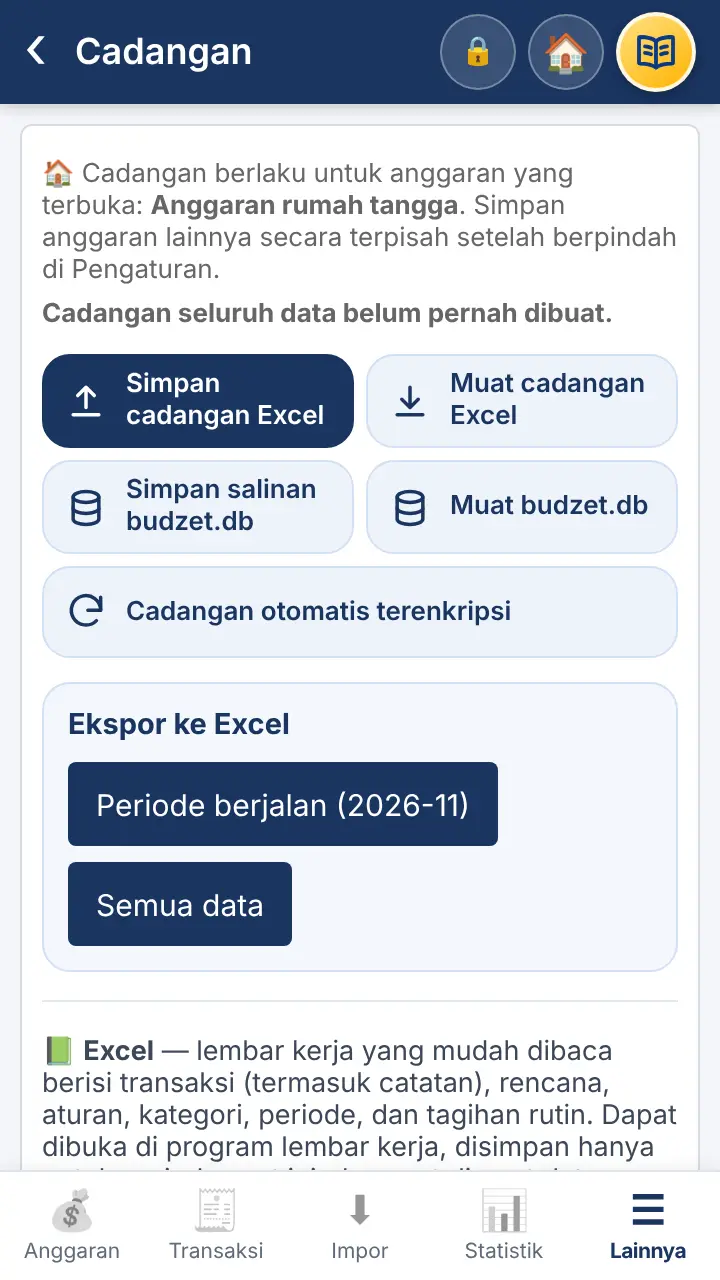 Cadangan
Cadangan berlaku untuk anggaran yang
terbuka: Anggaran rumah tangga. Simpan
anggaran lainnya secara terpisah setelah berpindah
di Pengaturan.
Cadangan seluruh data belum pernah dibuat.
Simpan
cadangan Excel
Muat cadangan
Excel
Simpan salinan
budzet.db
Muat budzet.db
Cadangan otomatis terenkripsi
Ekspor ke Excel
Periode berjalan (2026-11)
Semua data
Excel — lembar kerja yang mudah dibaca
berisi transaksi (termasuk catatan), rencana,
aturan, kategori, periode, dan tagihan rutin. Dapat
dibuka di program lembar kerja, disimpan hanya
Anggaran
Transaksi
Impor
Statistik
Lainnya